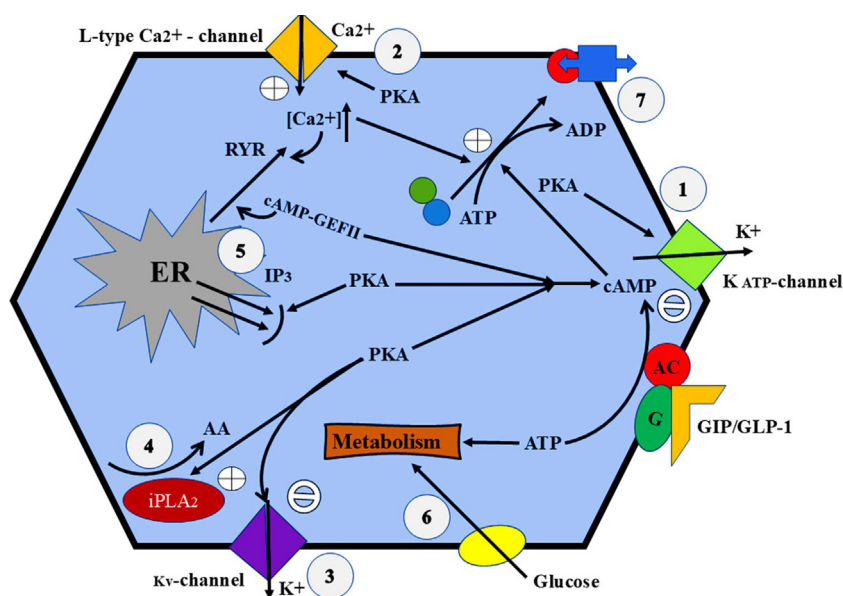 L-type Ca2+ - channel
Ca2+
2
PKA
[Ca2+]
RYR
cAMP-GEFII
ER
5
IP3
PKA
PKA
ATP
ADP
7
PKA
1
K+
K ATP-channel
cAMP
AC
G
GIP/GLP-1
4
AA
iPLA2
Metabolism
ATP
6
Glucose
Kv-channel
K+
3